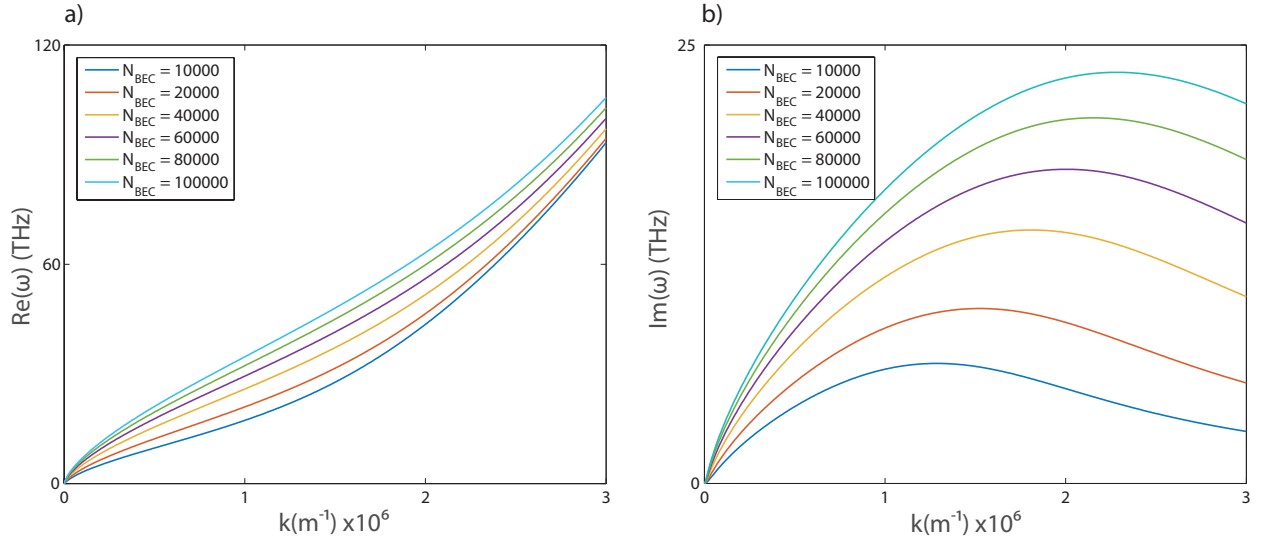 a)
120
N_BEC = 10000
N_BEC = 20000
N_BEC = 40000
N_BEC = 60000
N_BEC = 80000
N_BEC = 100000
Re(ω) (THz)
60
0
0 1 2 3
k(m⁻¹) x10⁶
b)
25
N_BEC = 10000
N_BEC = 20000
N_BEC = 40000
N_BEC = 60000
N_BEC = 80000
N_BEC = 100000
Im(ω) (THz)
0
0 1 2 3
k(m⁻¹) x10⁶